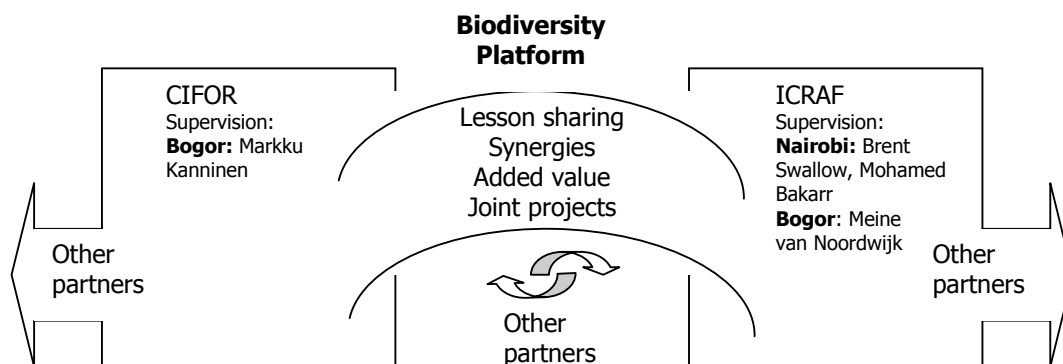 Biodiversity
Platform
CIFOR
Supervision:
Bogor: Markku
Kanninen
Lesson sharing
Synergies
Added value
Joint projects
ICRAF
Supervision:
Nairobi: Brent
Swallow, Mohamed
Bakarr
Bogor: Meine
van Noordwijk
Other
partners
Other
partners
Other
partners